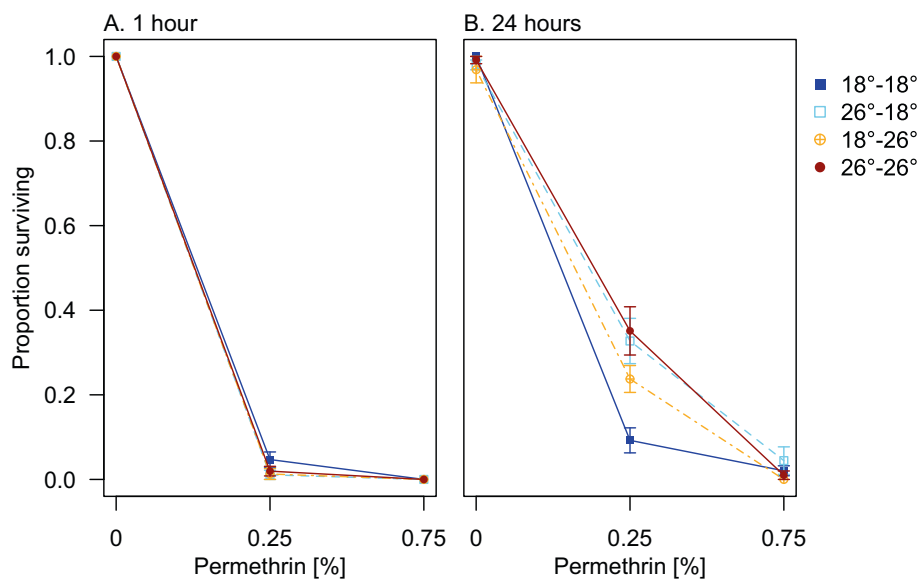 A. 1 hour
B. 24 hours
1.0
0.8
0.6
0.4
0.2
0.0
Proportion surviving
0 0.25 0.75
Permethrin [%]
0 0.25 0.75
Permethrin [%]
18°-18°
26°-18°
18°-26°
26°-26°